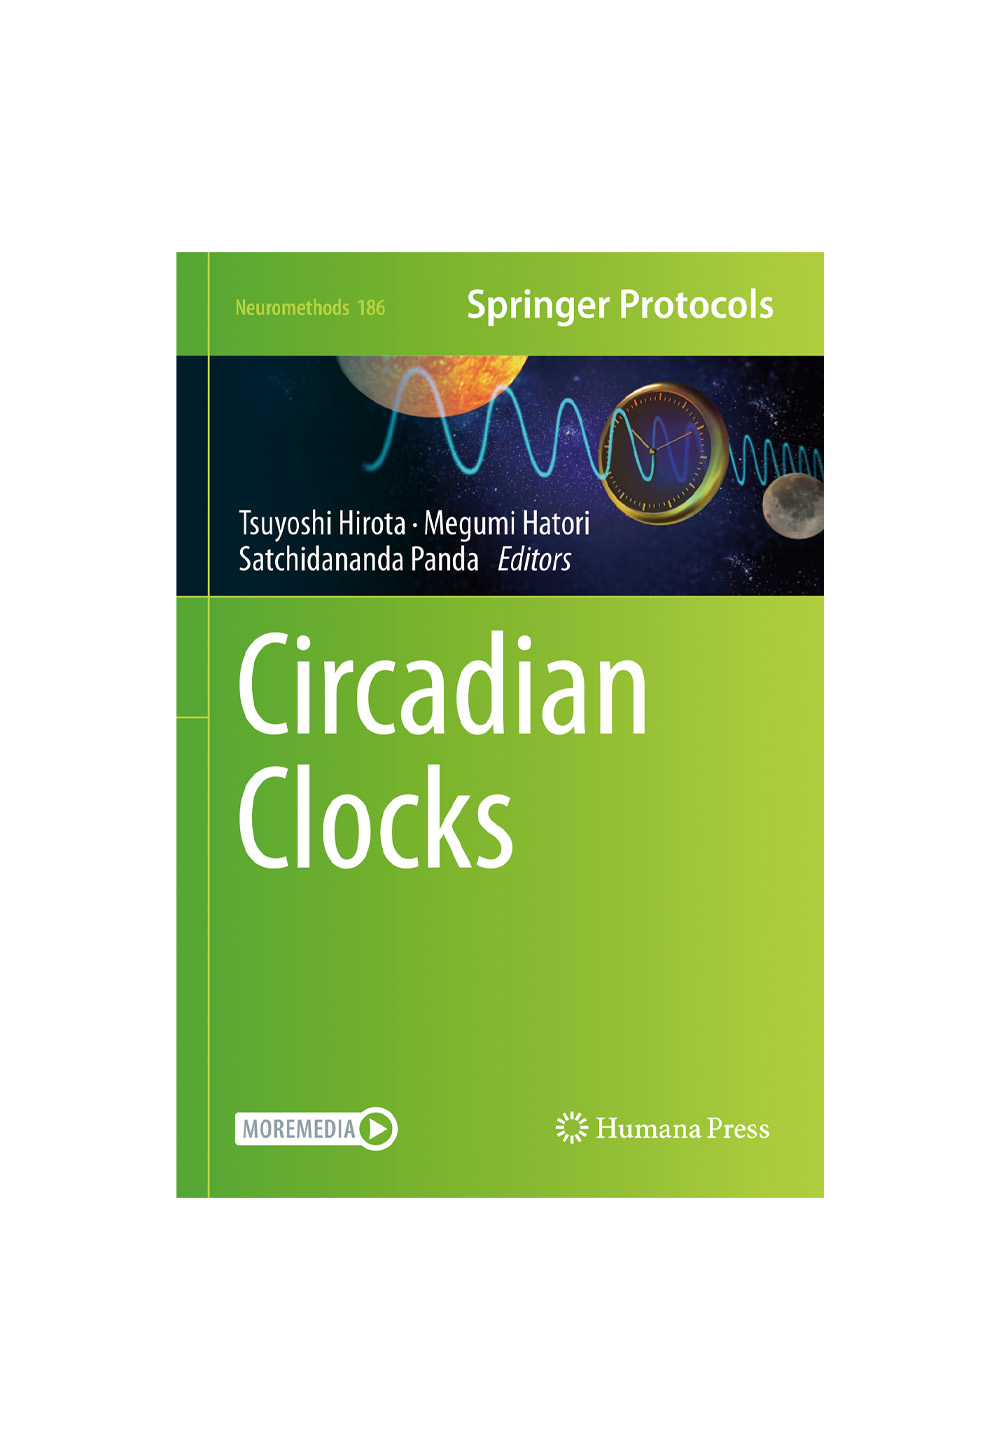 Neuromethods 186
Springer Protocols
Tsuyoshi Hirota · Megumi Hatori
Satchidananda Panda Editors
Circadian
Clocks
MOREMEDIA
Humana Press